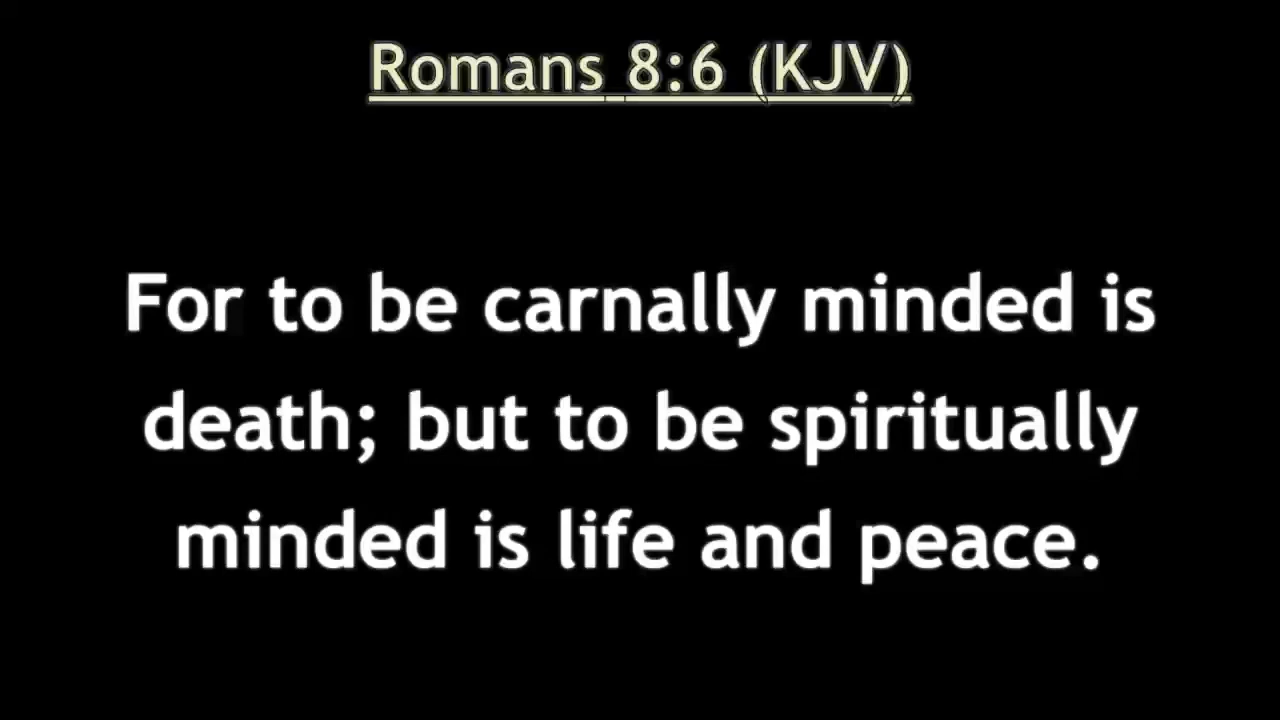 Romans 8:6 (KJV)
For to be carnally minded is
death; but to be spiritually
minded is life and peace.